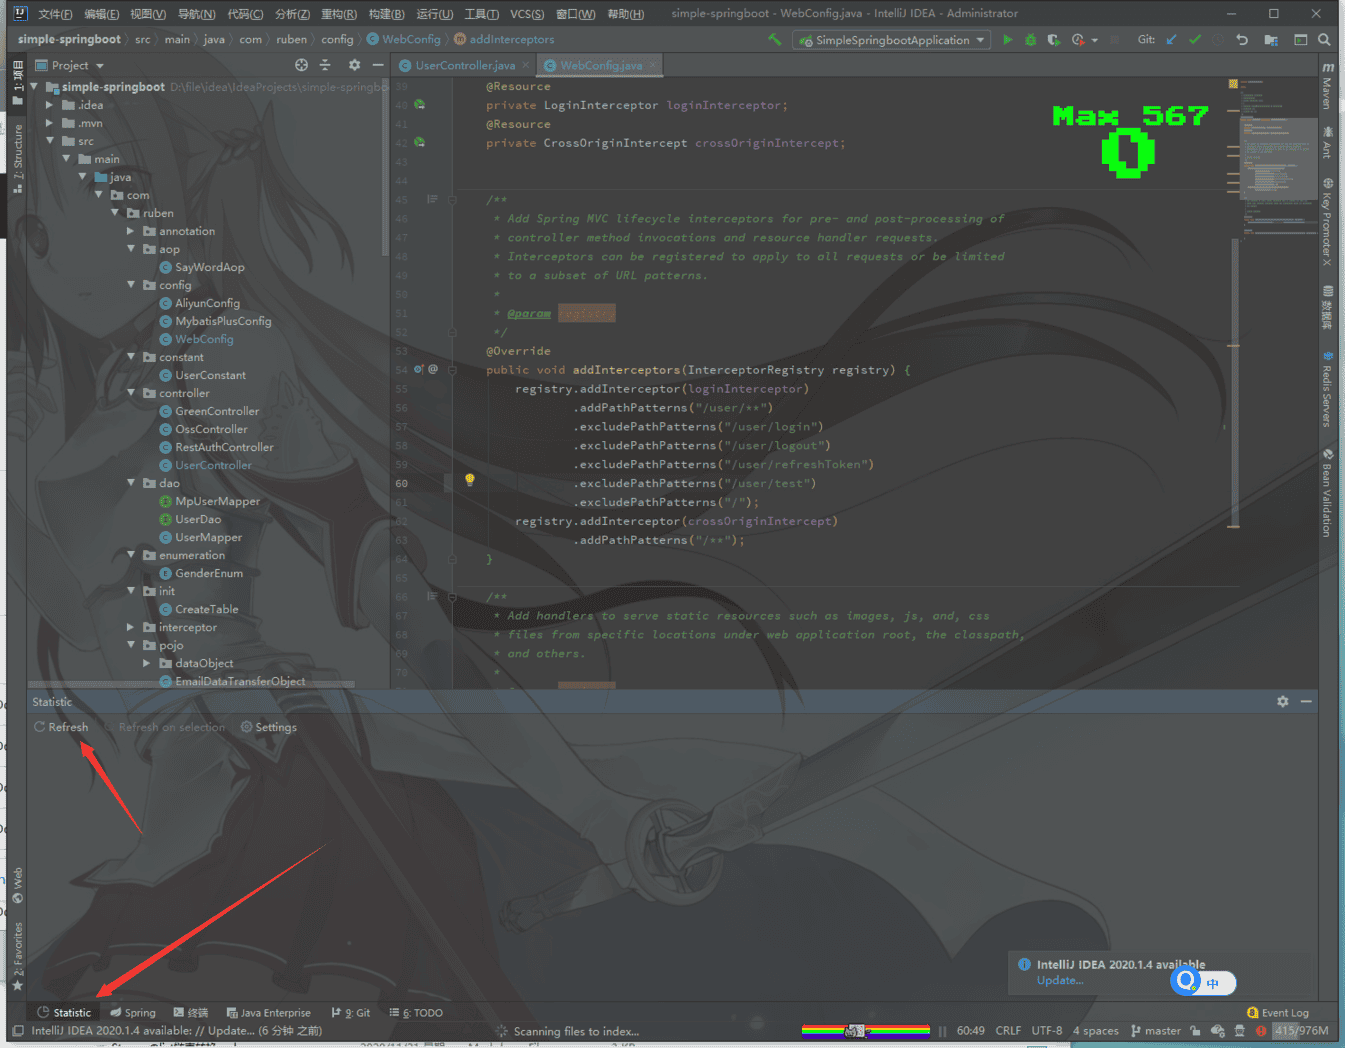 文件(F) 编辑(E) 视图(V) 导航(N) 代码(C) 分析(Z) 重构(R) 构建(B) 运行(U) 工具(T) VCS(S) 窗口(W) 帮助(H) simple-springboot - WebConfig.java - IntelliJ IDEA - Administrator
simple-springboot src main java com ruben config WebConfig addInterceptors SimpleSpringbootApplication Git:
1: 项目
Z: Structure
Web
2: Favorites
Project
simple-springboot D:\file\idea\IdeaProjects\simple-springbo
.idea
.mvn
src
main
java
com
ruben
annotation
aop
SayWordAop
config
AliyunConfig
MybatisPlusConfig
WebConfig
constant
UserConstant
controller
GreenController
OssController
RestAuthController
UserController
dao
MpUserMapper
UserDao
UserMapper
enumeration
GenderEnum
init
CreateTable
interceptor
pojo
dataObject
EmailDataTransferObject
UserController.java WebConfig.java
39 @Resource
40 private LoginInterceptor loginInterceptor;
41 @Resource
42 private CrossOriginIntercept crossOriginIntercept;
43
44
45 /**
46 * Add Spring MVC lifecycle interceptors for pre- and post-processing of
47 * controller method invocations and resource handler requests.
48 * Interceptors can be registered to apply to all requests or be limited
49 * to a subset of URL patterns.
50 *
51 * @param registry
52 */
53 @Override
54 public void addInterceptors(InterceptorRegistry registry) {
55 registry.addInterceptor(loginInterceptor)
56 .addPathPatterns("/user/**")
57 .excludePathPatterns("/user/login")
58 .excludePathPatterns("/user/logout")
59 .excludePathPatterns("/user/refreshToken")
60 .excludePathPatterns("/user/test")
61 .excludePathPatterns("/");
62 registry.addInterceptor(crossOriginIntercept)
63 .addPathPatterns("/**");
64 }
65
66 /**
67 * Add handlers to serve static resources such as images, js, and, css
68 * files from specific locations under web application root, the classpath,
69 * and others.
70 *
Max 567
0
Maven
Ant
Key Promoter X
数据库
Redis Servers
Bean Validation
Statistic
Refresh Refresh on selection Settings
IntelliJ IDEA 2020.1.4 available
Update...
中
Statistic Spring 终端 Java Enterprise 9: Git 6: TODO Event Log
IntelliJ IDEA 2020.1.4 available: // Update... (6 分钟 之前) Scanning files to index... 60:49 CRLF UTF-8 4 spaces master 415/976M